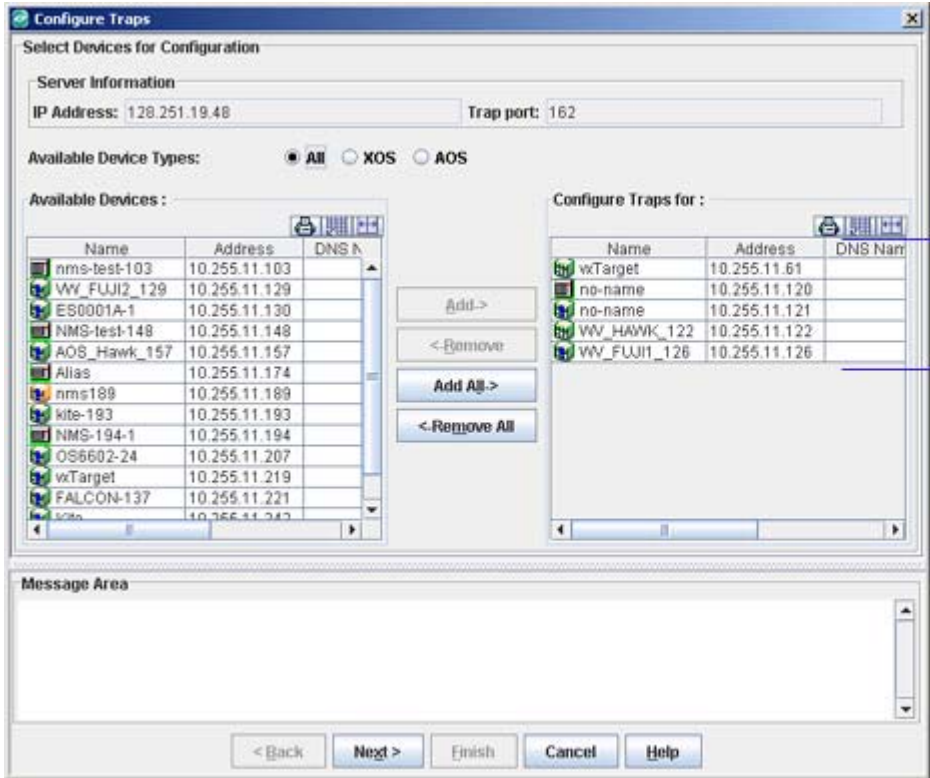 Configure Traps
Select Devices for Configuration
Server Information
IP Address: 128.251.19.48 Trap port: 162
Available Device Types: All XOS AOS
Available Devices :
Name Address DNS N
nms-test-103 10.255.11.103
WV_FUJI2_129 10.255.11.129
ES0001A-1 10.255.11.130
NMS-test-148 10.255.11.148
AOS_Hawk_157 10.255.11.157
Alias 10.255.11.174
nms189 10.255.11.189
kite-193 10.255.11.193
NMS-194-1 10.255.11.194
OS6602-24 10.255.11.207
vxTarget 10.255.11.219
FALCON-137 10.255.11.221
Add->
<-Remove
Add All->
<-Remove All
Configure Traps for :
Name Address DNS Nam
vxTarget 10.255.11.61
no-name 10.255.11.120
no-name 10.255.11.121
WV_HAWK_122 10.255.11.122
WV_FUJI1_126 10.255.11.126
Message Area
< Back Next > Finish Cancel Help